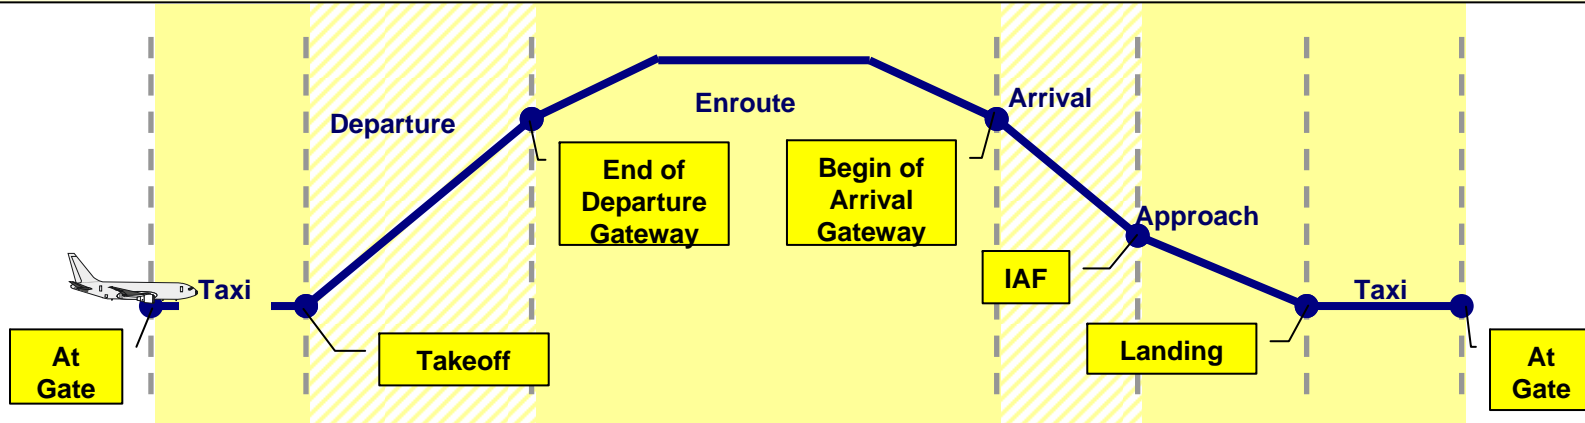 Departure
Enroute
Arrival
End of
Departure
Gateway
Begin of
Arrival
Gateway
Approach
IAF
Taxi
Taxi
At
Gate
Takeoff
Landing
At
Gate